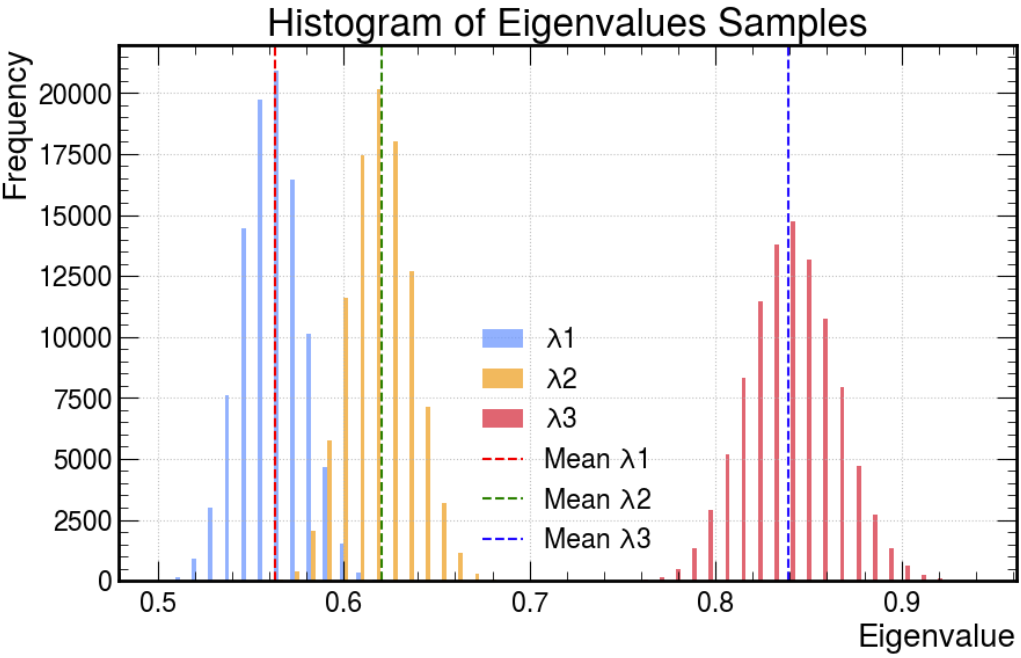 Histogram of Eigenvalues Samples
Frequency
20000
17500
15000
12500
10000
7500
5000
2500
0
λ1
λ2
λ3
Mean λ1
Mean λ2
Mean λ3
0.5 0.6 0.7 0.8 0.9
Eigenvalue